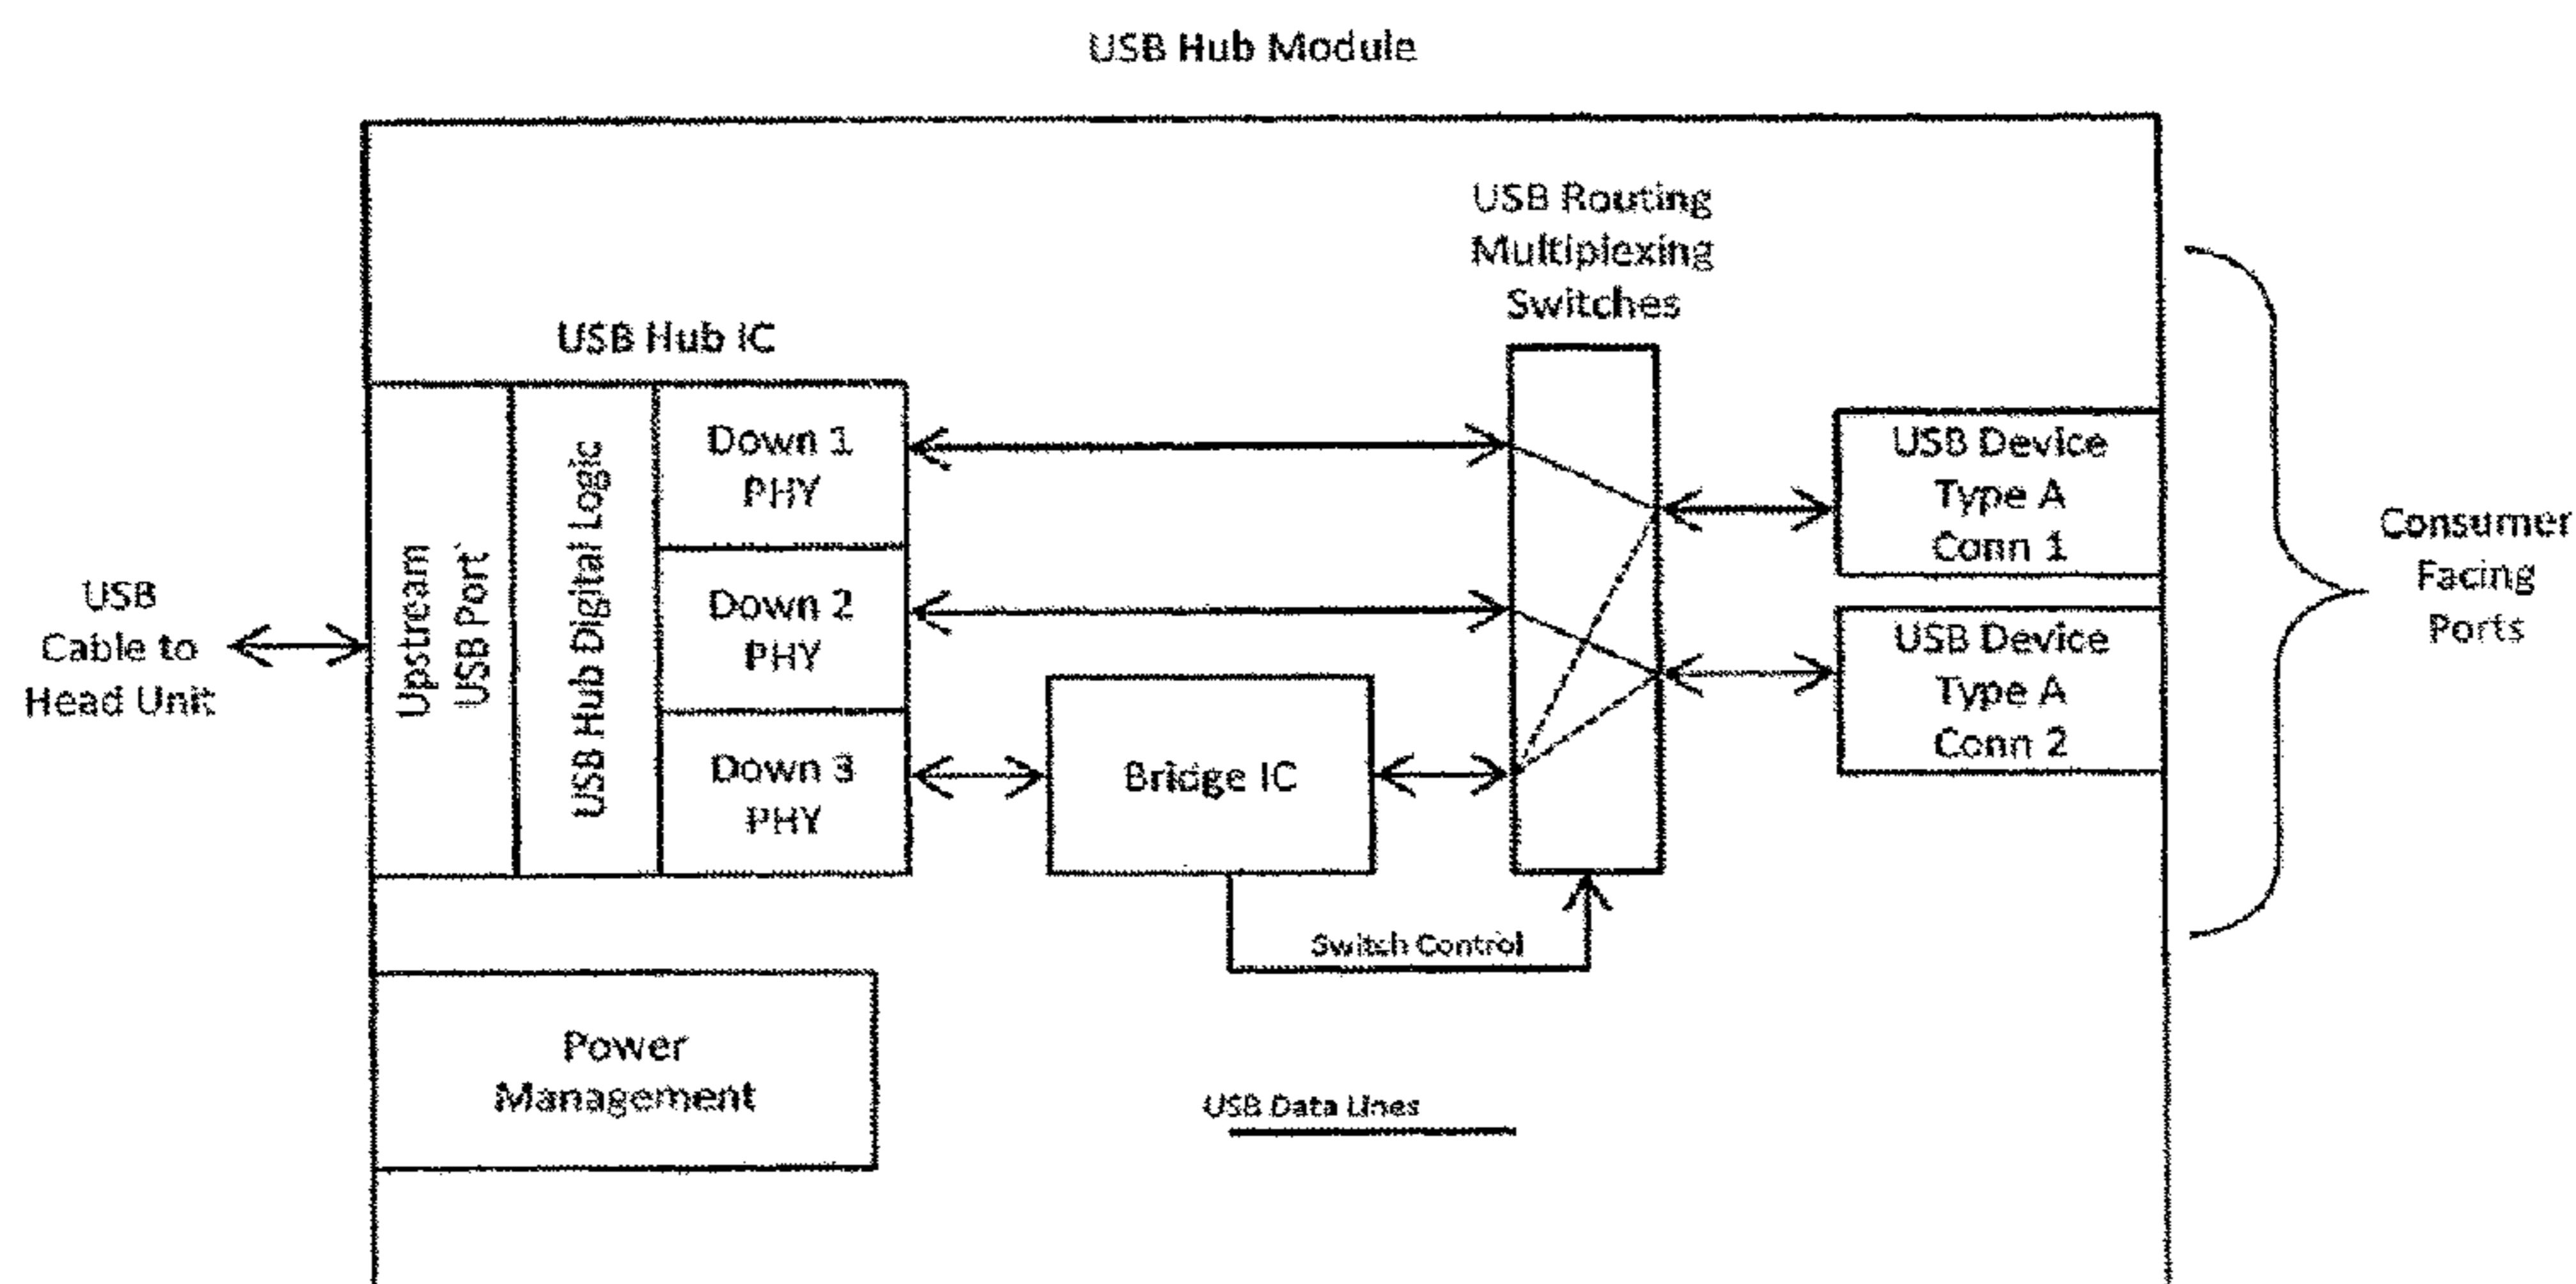 USB Hub Module
USB Routing
Multiplexing
Switches
USB Hub IC
Upstream
USB Port
USB Hub Digital Logic
Down 1
PHY
Down 2
PHY
Down 3
PHY
Bridge IC
USB Device
Type A
Conn 1
USB Device
Type A
Conn 2
Consumer
Facing
Ports
USB
Cable to
Head Unit
Switch Control
Power
Management
USB Data Lines